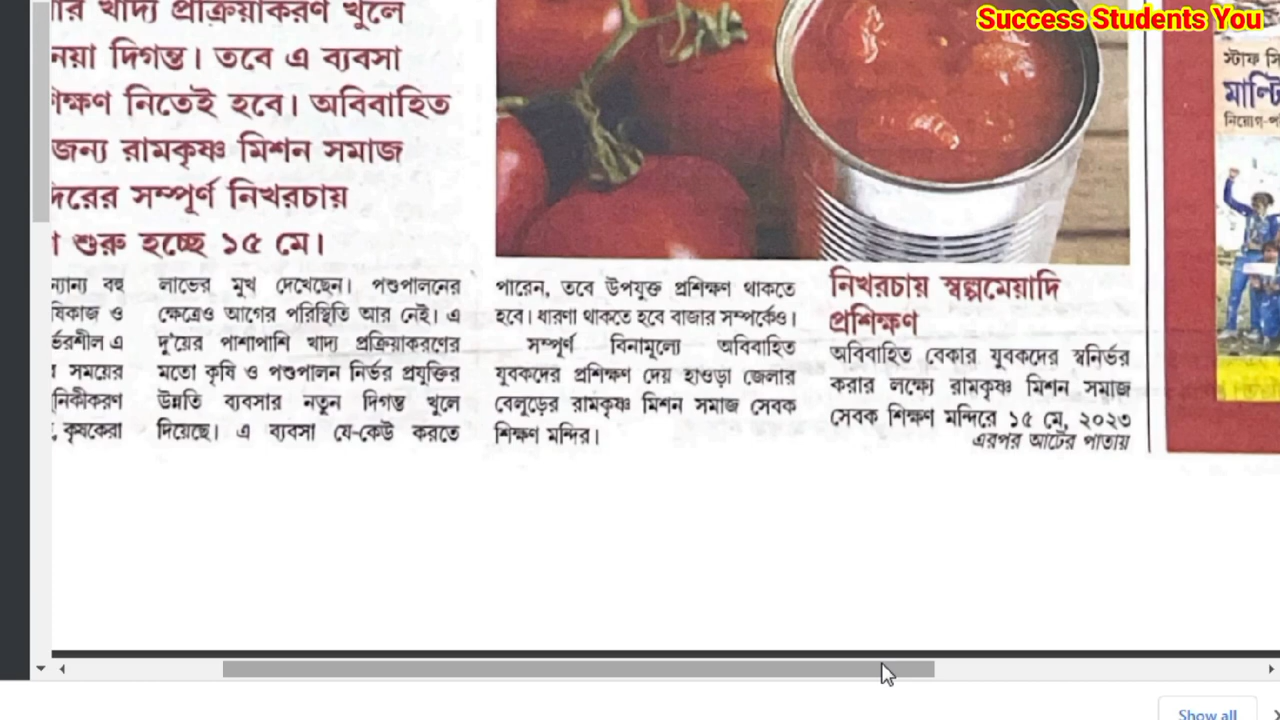 Success Students You
খাদ্য প্রক্রিয়াকরণ খুলে
নয়া দিগন্ত। তবে এ ব্যবসা
নিতেই হবে। অবিবাহিত
জন্য রামকৃষ্ণ মিশন সমাজ
সম্পূর্ণ নিখরচায়
শুরু হচ্ছে ১৫ মে।
বহু
ও
এ
সময়ের
কৃষকেরা
লাভের মুখ দেখেছেন। পশুপালনের
ক্ষেত্রেও আগের পরিস্থিতি আর নেই। এ
দু'য়ের পাশাপাশি খাদ্য প্রক্রিয়াকরণের
মতো কৃষি ও পশুপালন নির্ভর প্রযুক্তির
উন্নতি ব্যবসার নতুন দিগন্ত খুলে
দিয়েছে। এ ব্যবসা যে-কেউ করতে
পারেন, তবে উপযুক্ত প্রশিক্ষণ থাকতে
হবে। ধারণা থাকতে হবে বাজার সম্পর্কেও।
সম্পূর্ণ বিনামূল্যে অবিবাহিত
যুবকদের প্রশিক্ষণ দেয় হাওড়া জেলার
বেলুড়ের রামকৃষ্ণ মিশন সমাজ সেবক
শিক্ষণ মন্দির।
নিখরচায় স্বল্পমেয়াদি
প্রশিক্ষণ
অবিবাহিত বেকার যুবকদের স্বনির্ভর
করার লক্ষ্যে রামকৃষ্ণ মিশন সমাজ
সেবক শিক্ষণ মন্দিরে ১৫ মে, ২০২৩
এরপর আটের পাতায়
স্টাফ সি
Show all